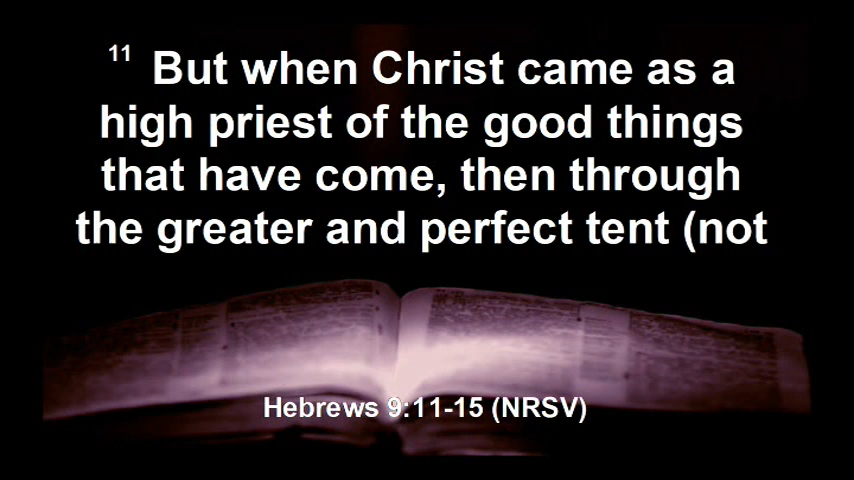 11 But when Christ came as a
high priest of the good things
that have come, then through
the greater and perfect tent (not
Hebrews 9:11-15 (NRSV)